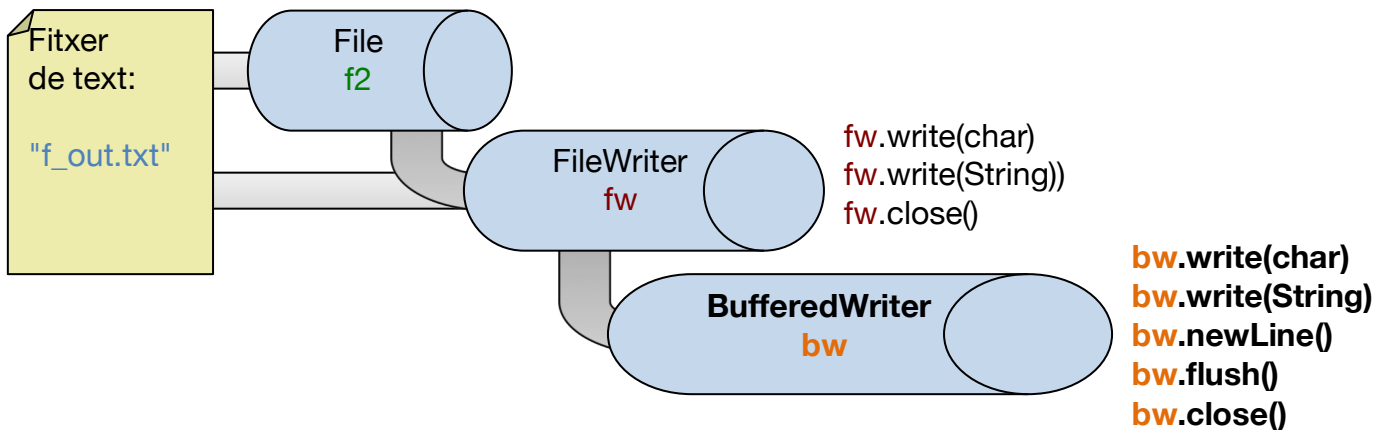 Fitxer
de text:
"f_out.txt"
File
f2
FileWriter
fw
fw.write(char)
fw.write(String))
fw.close()
BufferedWriter
bw
bw.write(char)
bw.write(String)
bw.newLine()
bw.flush()
bw.close()